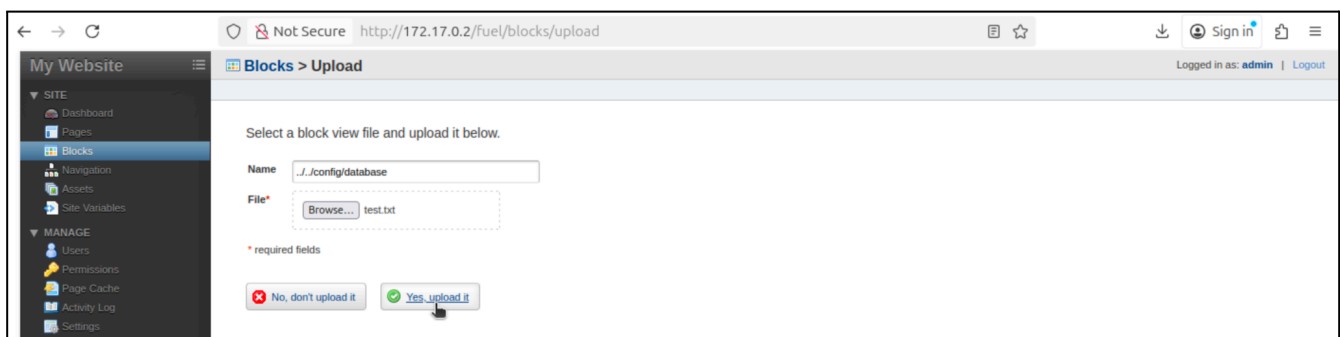 Not Secure http://172.17.0.2/fuel/blocks/upload Sign in
My Website
Blocks > Upload
Logged in as: admin | Logout
SITE
Dashboard
Pages
Blocks
Navigation
Assets
Site Variables
MANAGE
Users
Permissions
Page Cache
Activity Log
Settings
Select a block view file and upload it below.
Name ../../config/database
File* Browse... test.txt
* required fields
No, don't upload it Yes, upload it